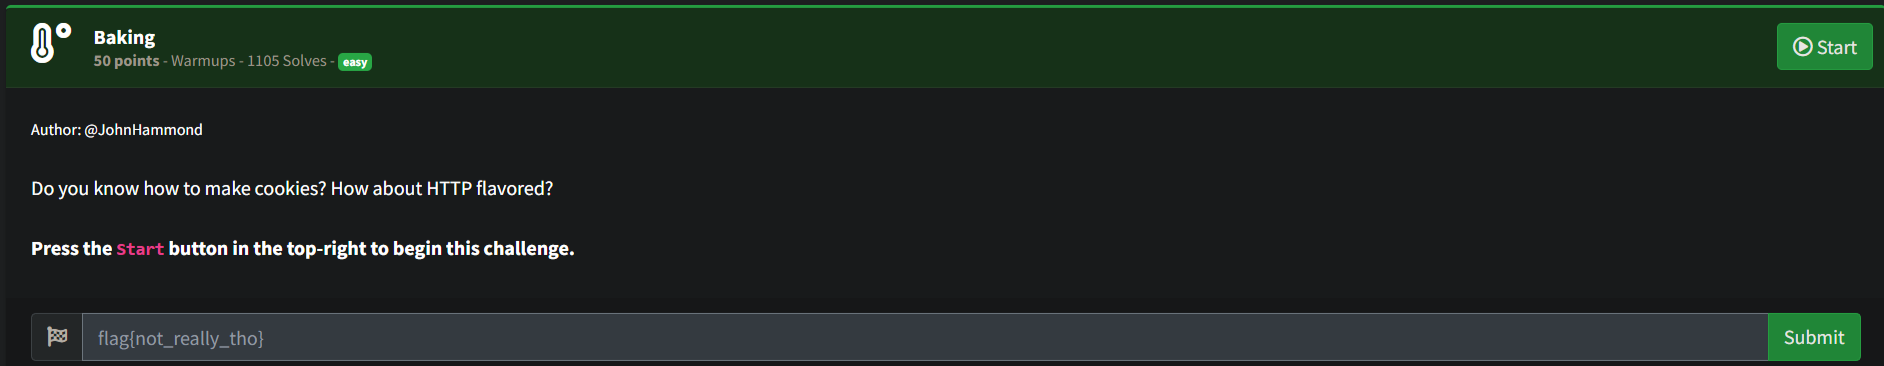 Baking
50 points - Warmups - 1105 Solves - easy
Start
Author: @JohnHammond
Do you know how to make cookies? How about HTTP flavored?
Press the Start button in the top-right to begin this challenge.
flag{not_really_tho}
Submit